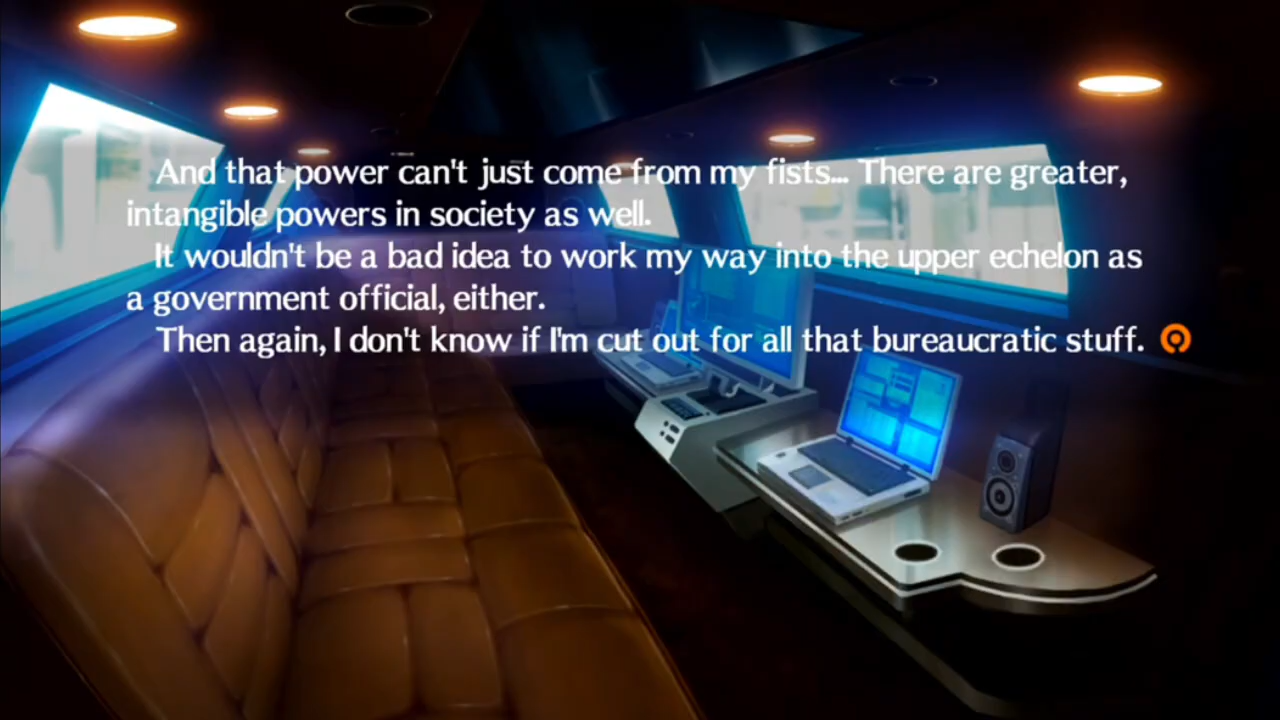 And that power can't just come from my fists... There are greater,
intangible powers in society as well.
It wouldn't be a bad idea to work my way into the upper echelon as
a government official, either.
Then again, I don't know if I'm cut out for all that bureaucratic stuff.